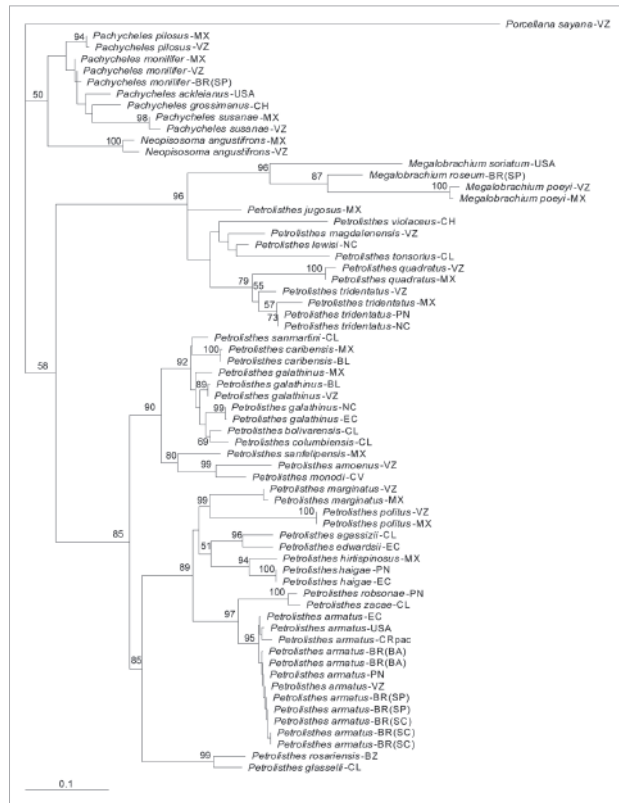 Porcellana sayana-VZ
94
Pachycheles pilosus-MX
Pachycheles pilosus-VZ
Pachycheles monilifer-MX
Pachycheles monilifer-VZ
Pachycheles monilifer-BR(SP)
Pachycheles ackleianus-USA
50
Pachycheles grossimanus-CH
98
Pachycheles susanae-MX
Pachycheles susanae-VZ
100
Neopisosoma angustifrons-MX
Neopisosoma angustifrons-VZ
96
Megalobrachium soriatum-USA
87
Megalobrachium roseum-BR(SP)
100
Megalobrachium poeyi-VZ
Megalobrachium poeyi-MX
96
Petrolisthes jugosus-MX
Petrolisthes violaceus-CH
Petrolisthes magdalenensis-VZ
Petrolisthes lewisi-NC
Petrolisthes tonsorius-CL
100
Petrolisthes quadratus-VZ
Petrolisthes quadratus-MX
79
55
Petrolisthes tridentatus-VZ
57
Petrolisthes tridentatus-MX
73
Petrolisthes tridentatus-PN
Petrolisthes tridentatus-NC
58
Petrolisthes sanmartini-CL
92
100
Petrolisthes caribensis-MX
Petrolisthes caribensis-BL
Petrolisthes galathinus-MX
89
Petrolisthes galathinus-BL
Petrolisthes galathinus-VZ
90
99
Petrolisthes galathinus-NC
Petrolisthes galathinus-EC
Petrolisthes bolivarensis-CL
69
Petrolisthes columbiensis-CL
80
Petrolisthes sanfelipensis-MX
99
Petrolisthes amoenus-VZ
Petrolisthes monodi-CV
85
99
Petrolisthes marginatus-VZ
Petrolisthes marginatus-MX
100
Petrolisthes politus-VZ
Petrolisthes politus-MX
96
Petrolisthes agassizii-CL
51
Petrolisthes edwardsii-EC
89
94
Petrolisthes hirtispinosus-MX
100
Petrolisthes haigae-PN
Petrolisthes haigae-EC
100
Petrolisthes robsonae-PN
Petrolisthes zacae-CL
97
Petrolisthes armatus-EC
Petrolisthes armatus-USA
95
Petrolisthes armatus-CRpac
Petrolisthes armatus-BR(BA)
85
Petrolisthes armatus-BR(BA)
Petrolisthes armatus-PN
Petrolisthes armatus-VZ
Petrolisthes armatus-BR(SP)
Petrolisthes armatus-BR(SP)
Petrolisthes armatus-BR(SC)
Petrolisthes armatus-BR(SC)
Petrolisthes armatus-BR(SC)
99
Petrolisthes rosariensis-BZ
Petrolisthes glasselli-CL
0.1